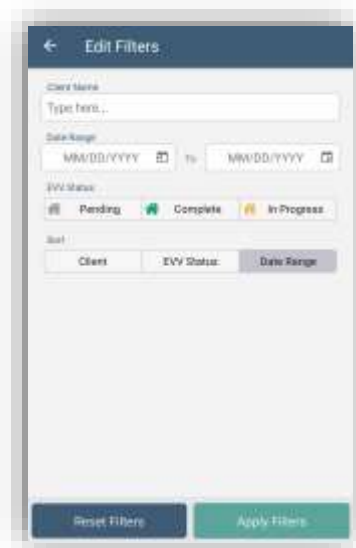 Edit Filters
Client Name
Type here...
Date Range
MM/DD/YYYY To MM/DD/YYYY
EVV Status
Pending Complete In Progress
Sort
Client EVV Status Date Range
Reset Filters Apply Filters